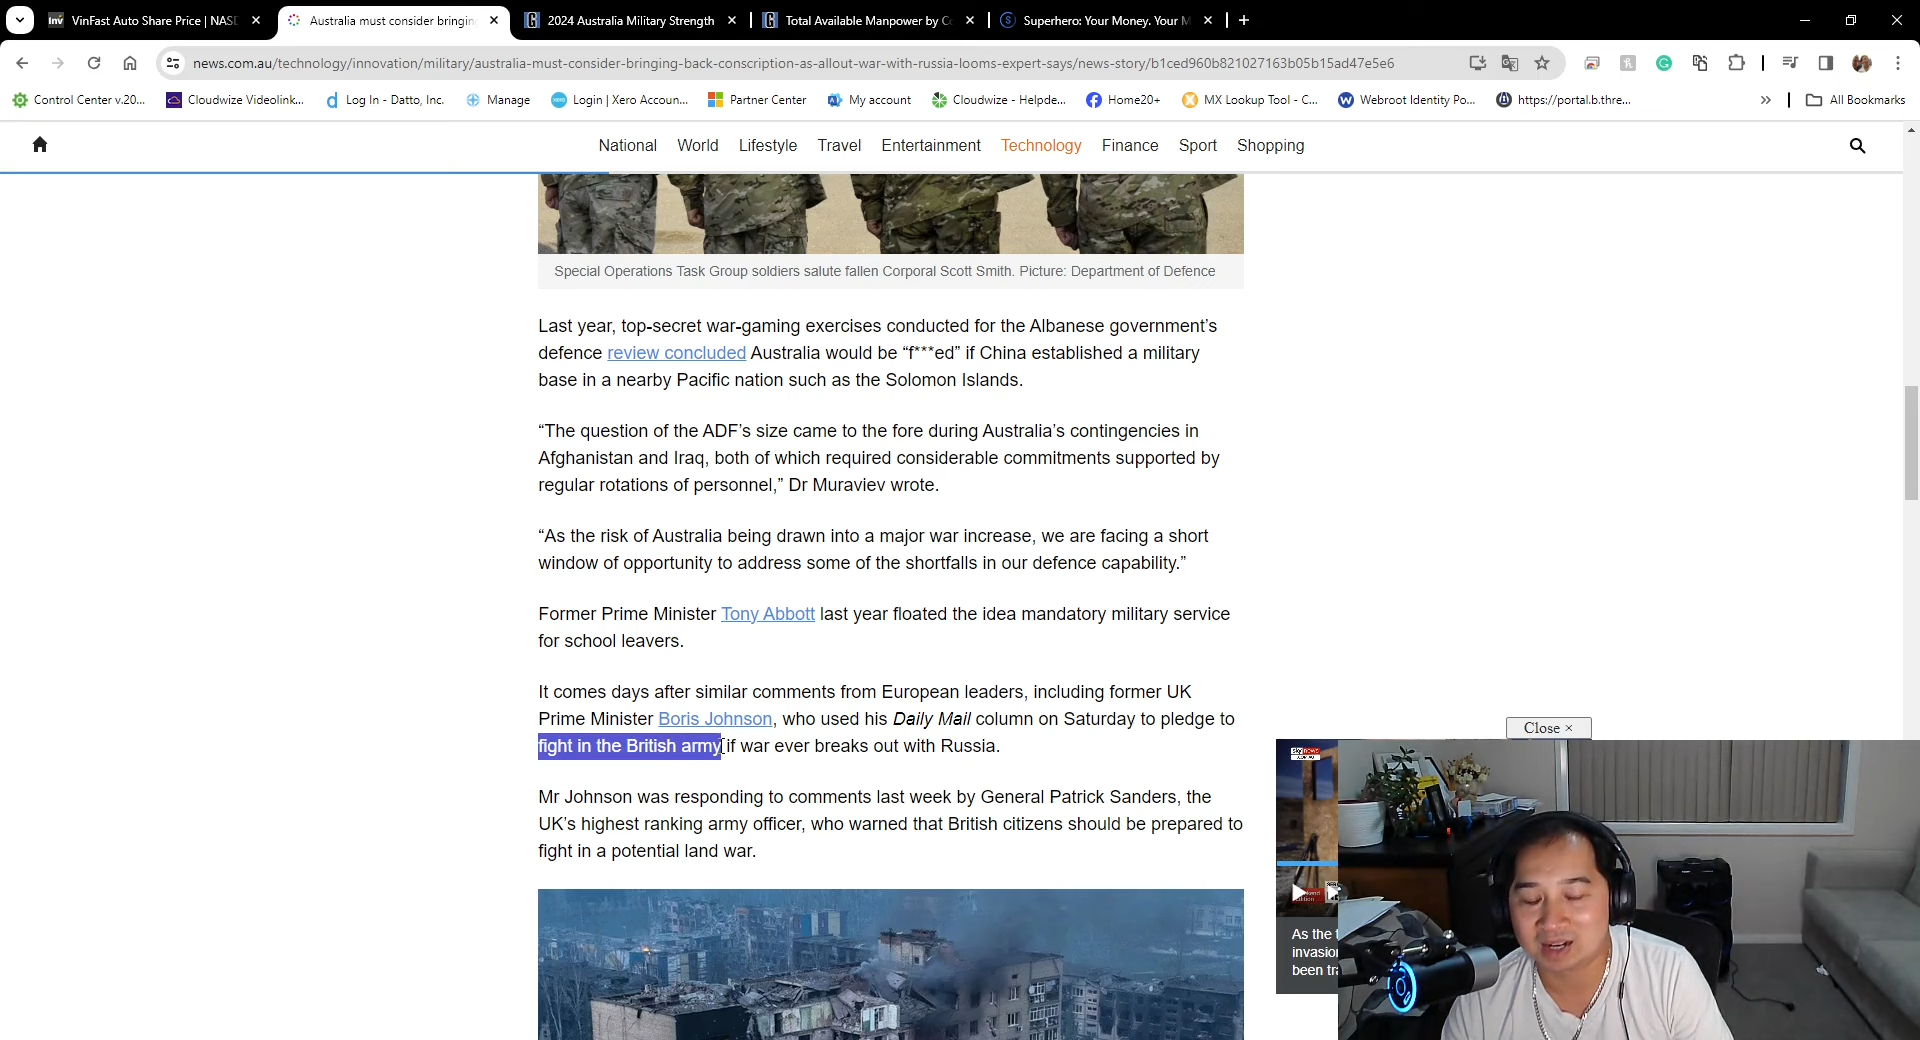 VinFast Auto Share Price | NASD
Australia must consider bringing
2024 Australia Military Strength
Total Available Manpower by Co
Superhero: Your Money. Your M
news.com.au/technology/innovation/military/australia-must-consider-bringing-back-conscription-as-allout-war-with-russia-looms-expert-says/news-story/b1ced960b821027163b05b15ad47e5e6
Control Center v.20...
Cloudwize Videolink...
Log In - Datto, Inc.
Manage
Login | Xero Accoun...
Partner Center
My account
Cloudwize - Helpde...
Home20+
MX Lookup Tool - C...
Webroot Identity Po...
https://portal.b.thre...
All Bookmarks
National World Lifestyle Travel Entertainment Technology Finance Sport Shopping
Special Operations Task Group soldiers salute fallen Corporal Scott Smith. Picture: Department of Defence
Last year, top-secret war-gaming exercises conducted for the Albanese government’s
defence review concluded Australia would be “f***ed” if China established a military
base in a nearby Pacific nation such as the Solomon Islands.
“The question of the ADF’s size came to the fore during Australia’s contingencies in
Afghanistan and Iraq, both of which required considerable commitments supported by
regular rotations of personnel,” Dr Muraviev wrote.
“As the risk of Australia being drawn into a major war increase, we are facing a short
window of opportunity to address some of the shortfalls in our defence capability.”
Former Prime Minister Tony Abbott last year floated the idea mandatory military service
for school leavers.
It comes days after similar comments from European leaders, including former UK
Prime Minister Boris Johnson, who used his Daily Mail column on Saturday to pledge to
fight in the British army if war ever breaks out with Russia.
Mr Johnson was responding to comments last week by General Patrick Sanders, the
UK’s highest ranking army officer, who warned that British citizens should be prepared to
fight in a potential land war.
Close ×
sky news
As the
invasion
been tra